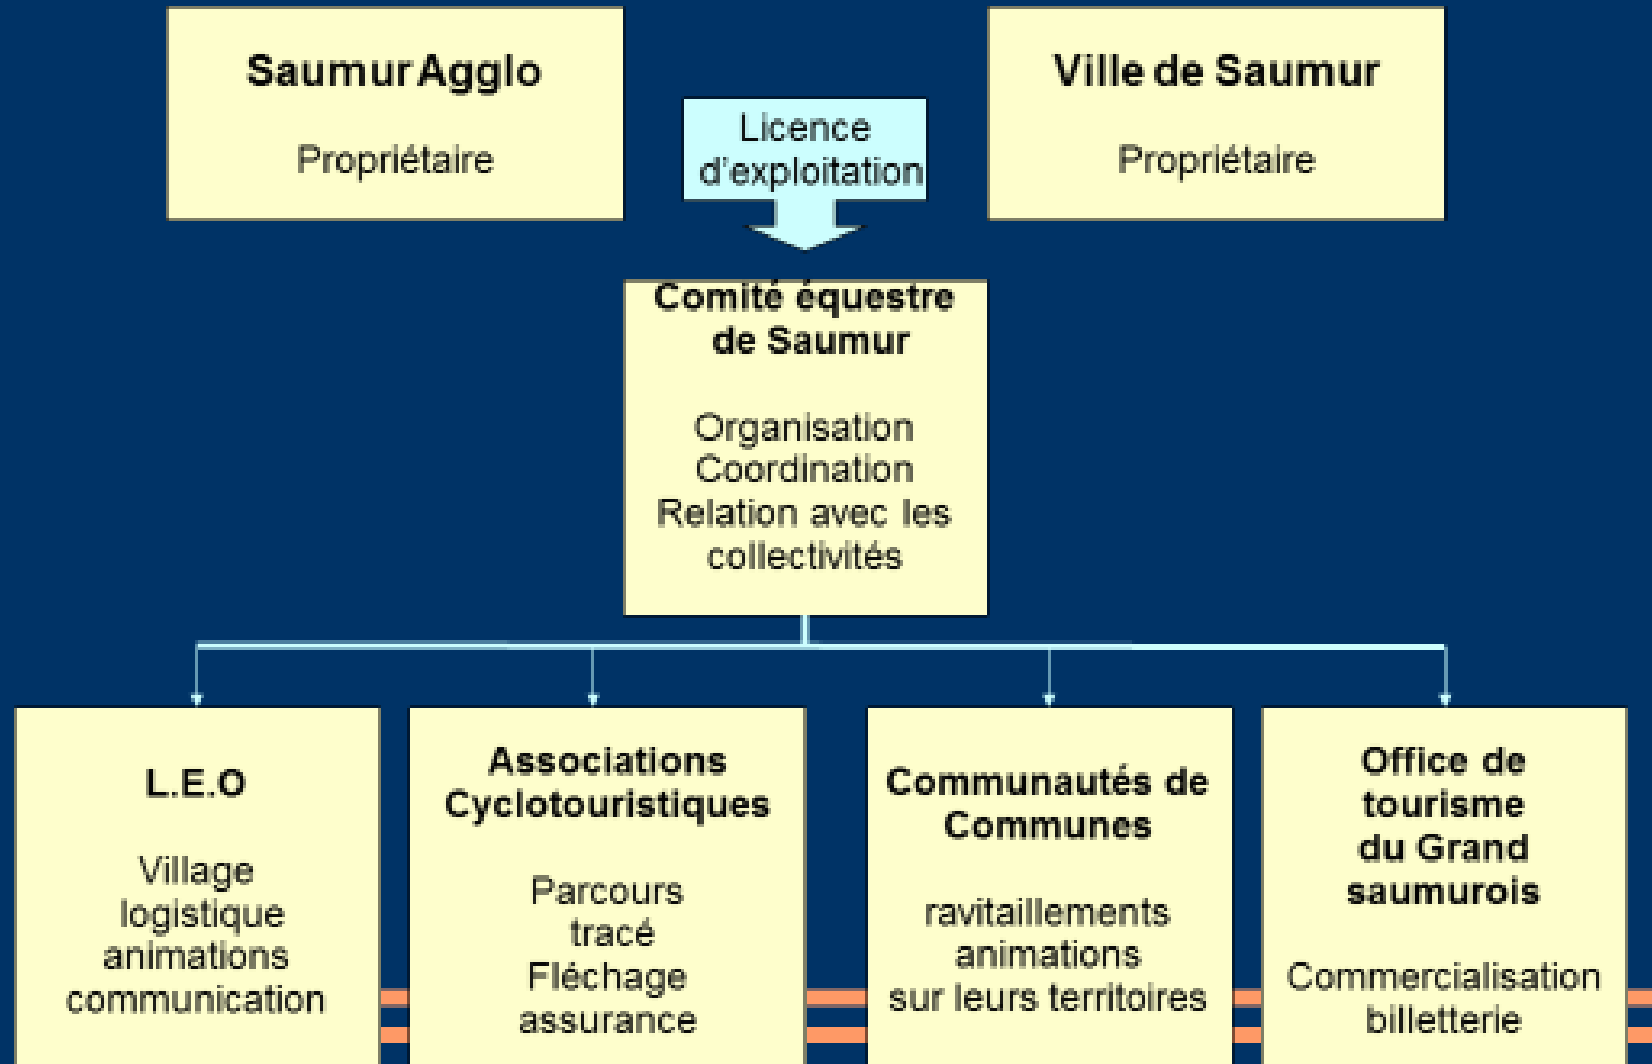 Saumur Agglo
Propriétaire
Licence
d'exploitation
Ville de Saumur
Propriétaire
Comité équestre
de Saumur
Organisation
Coordination
Relation avec les
collectivités
L.E.O
Village
logistique
animations
communication
Associations
Cyclotouristiques
Parcours
tracé
Fléchage
assurance
Communautés de
Communes
ravitaillements
animations
sur leurs territoires
Office de
tourisme
du Grand
saumurois
Commercialisation
billetterie